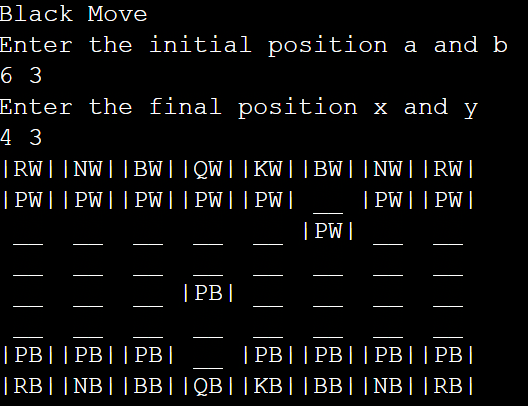 Black Move
Enter the initial position a and b
6 3
Enter the final position x and y
4 3
|RW||NW||BW||QW||KW||BW||NW||RW|
|PW||PW||PW||PW||PW| __ |PW||PW|
 __  __  __  __  __ |PW| __  __
 __  __  __  __  __  __  __  __
 __  __  __ |PB| __  __  __  __
 __  __  __  __  __  __  __  __
|PB||PB||PB| __ |PB||PB||PB||PB|
|RB||NB||BB||QB||KB||BB||NB||RB|